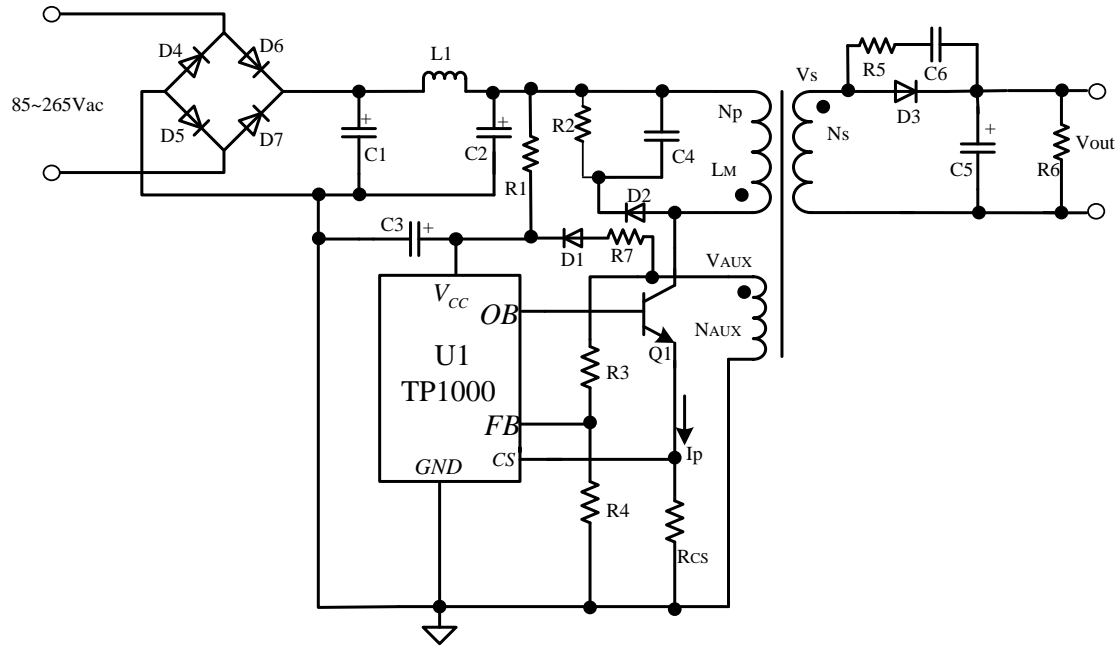 D4
D6
85~265Vac
D5
D7
L1
C1
C2
R1
R2
C4
Np
LM
D2
Vs
Ns
R5
C6
D3
C5
R6
Vout
C3
+
+
+
+
D1
R7
VAUX
NAUX
VCC
OB
U1
TP1000
FB
CS
GND
Q1
R3
R4
Ip
RCS